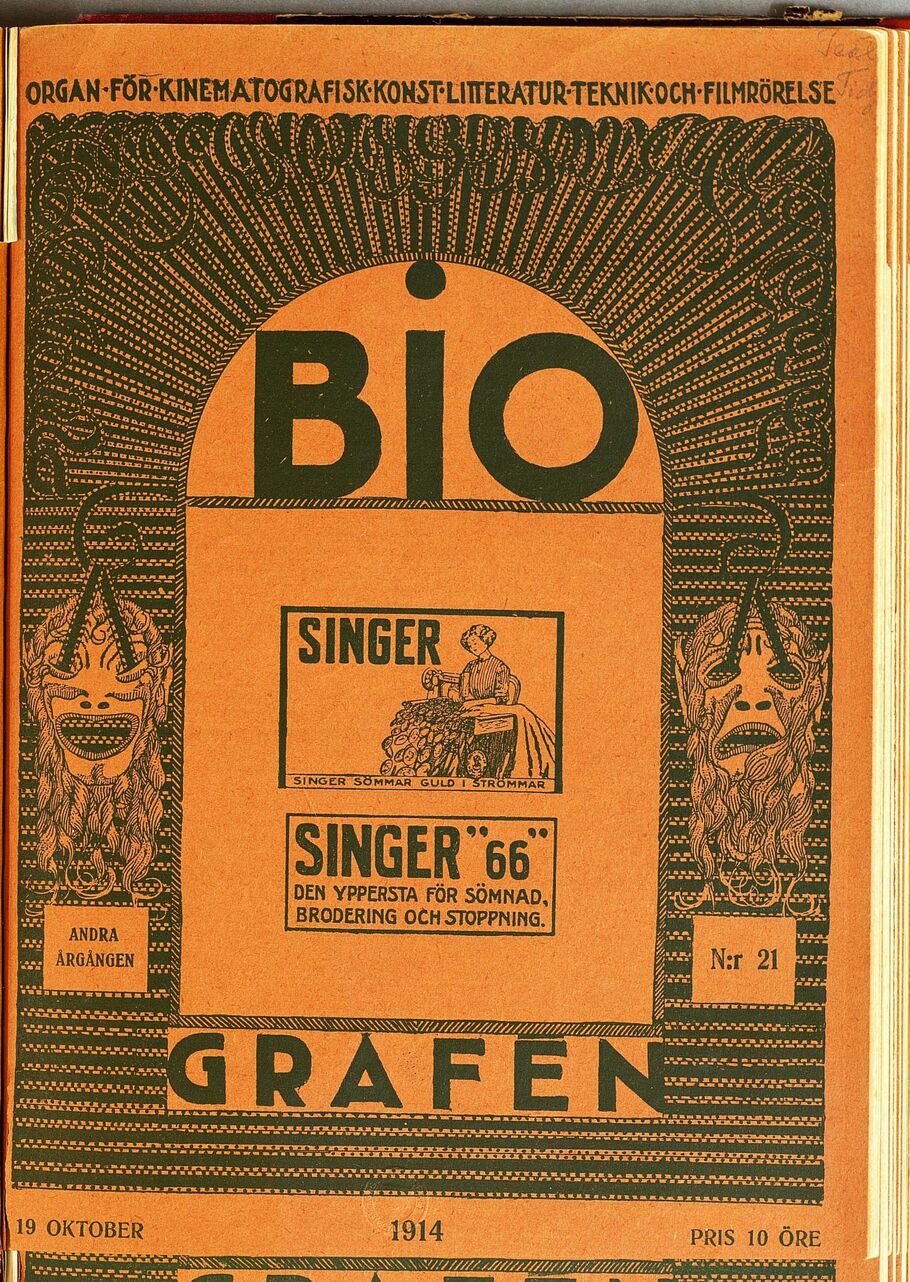 ORGAN·FÖR·KINEMATOGRAFISK·KONST·LITTERATUR·TEKNIK·OCH·FILMRÖRELSE
BIO
SINGER
SINGER SÖMMAR GULD I STRÖMMAR
SINGER "66"
DEN YPPERSTA FÖR SÖMNAD,
BRODERING OCH STOPPNING.
ANDRA
ÅRGÅNGEN
N:r 21
GRAFEN
19 OKTOBER
1914
PRIS 10 ÖRE